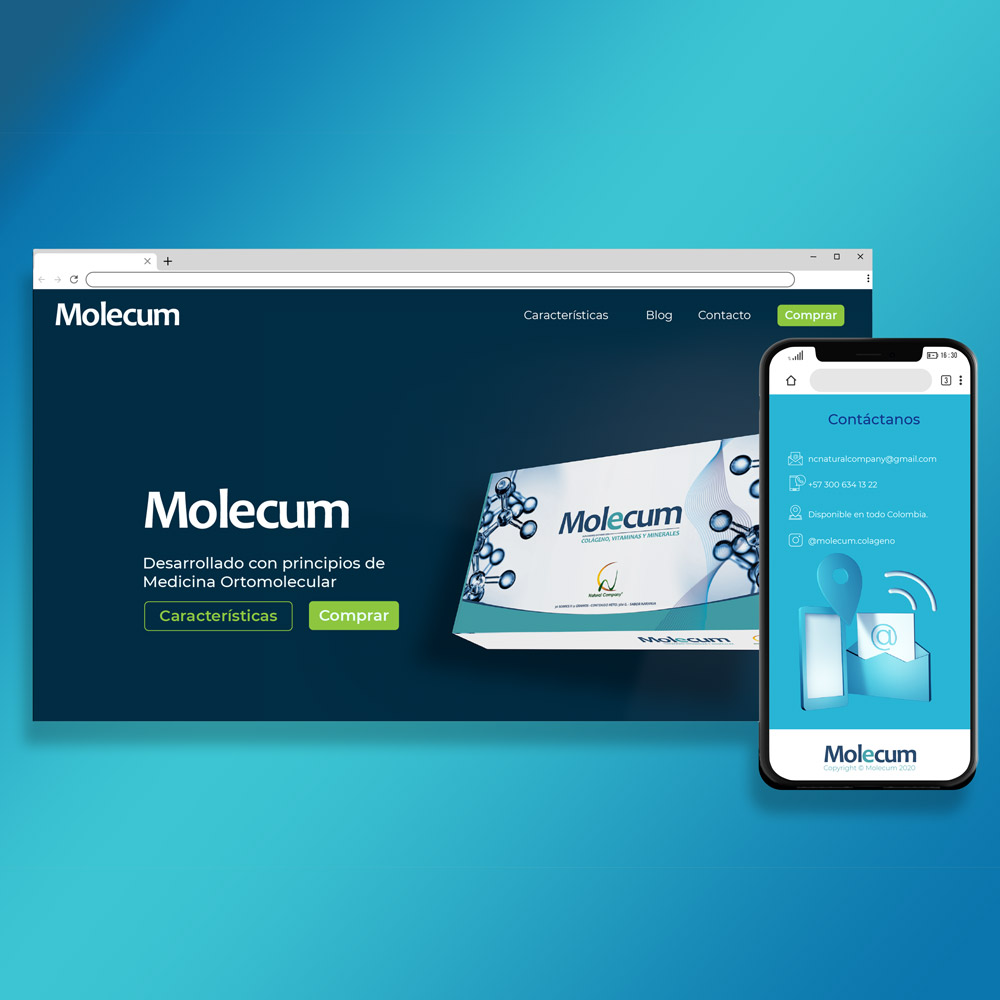 Molecum
Características Blog Contacto Comprar
Molecum
Desarrollado con principios de
Medicina Ortomolecular
Características Comprar
Molecum
COLÁGENO, VITAMINAS Y MINERALES
Natural Company
Molecum
16:30
3
Contáctanos
ncnaturalcompany@gmail.com
+57 300 634 13 22
Disponible en todo Colombia.
@molecum.colageno
@
Molecum
Copyright © Molecum 2020